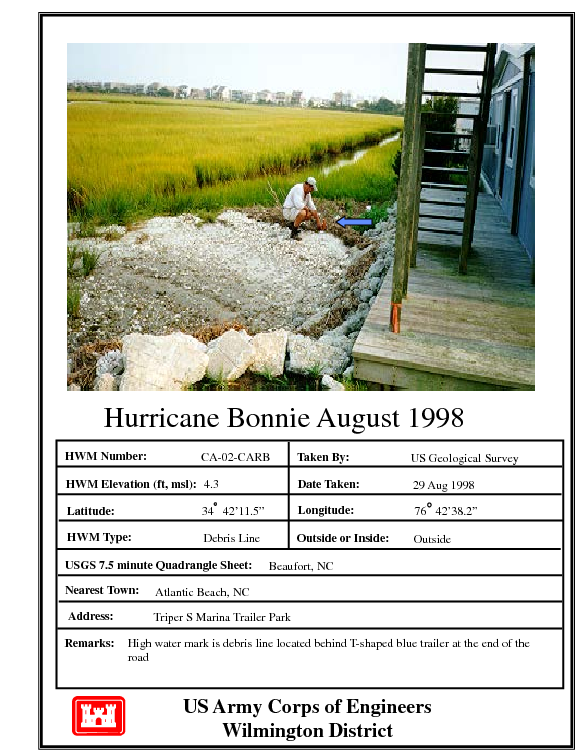 Hurricane Bonnie August 1998
HWM Number: CA-02-CARB Taken By: US Geological Survey
HWM Elevation (ft, msl): 4.3 Date Taken: 29 Aug 1998
Latitude: 34° 42'11.5” Longitude: 76° 42'38.2”
HWM Type: Debris Line Outside or Inside: Outside
USGS 7.5 minute Quadrangle Sheet: Beaufort, NC
Nearest Town: Atlantic Beach, NC
Address: Triper S Marina Trailer Park
Remarks: High water mark is debris line located behind T-shaped blue trailer at the end of the
road
US Army Corps of Engineers
Wilmington District